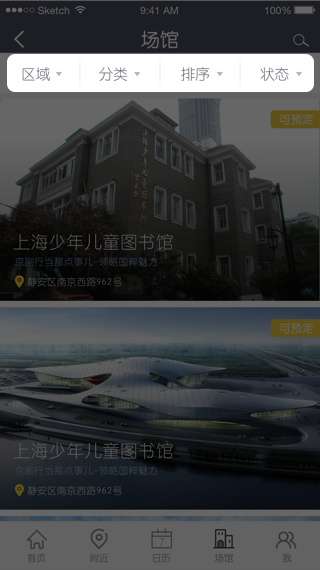 Sketch 9:41 AM 100%
场馆
区域 分类 排序 状态
可预定
上海少年儿童图书馆
京剧行当那点事儿-领略国粹魅力
静安区南京西路962号
可预定
上海少年儿童图书馆
京剧行当那点事儿-领略国粹魅力
静安区南京西路962号
7
首页 附近 日历 场馆 我